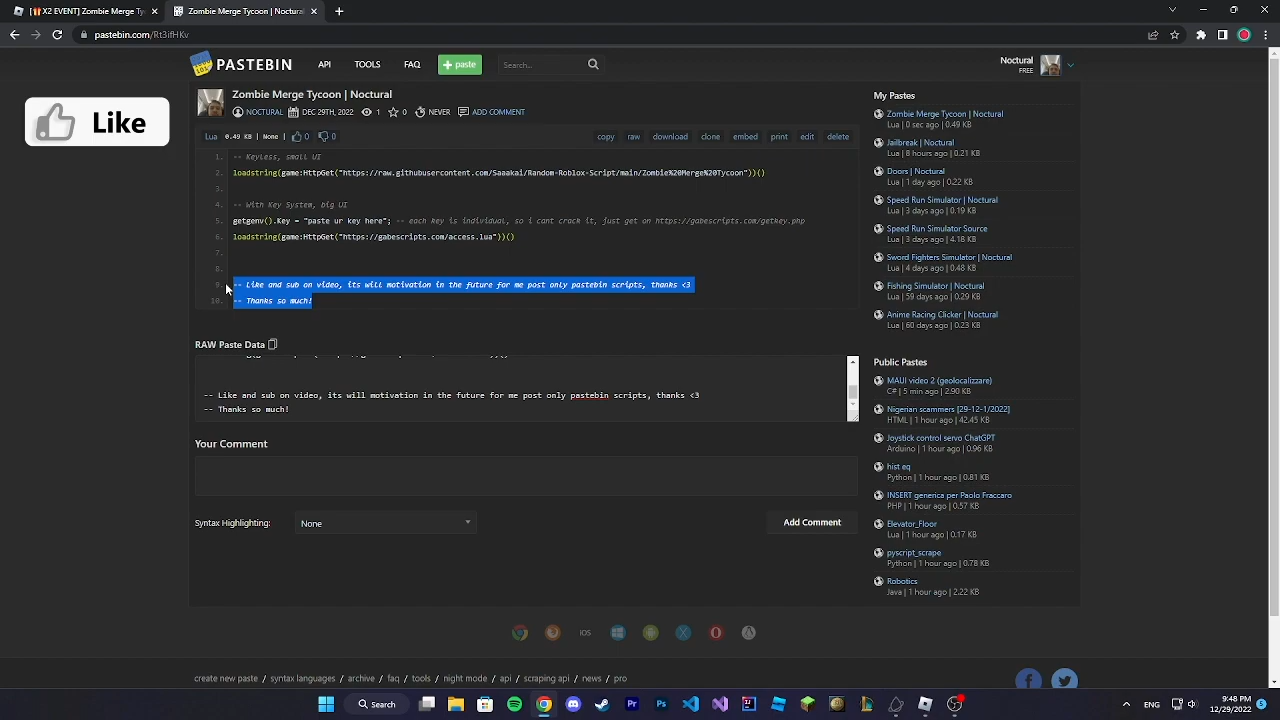 [🎁X2 EVENT] Zombie Merge Ty
Zombie Merge Tycoon | Noctural
pastebin.com/Rt3ifHKv
PASTEBIN
API
TOOLS
FAQ
+ paste
Search...
Noctural
FREE
Like
Zombie Merge Tycoon | Noctural
NOCTURAL
DEC 29TH, 2022
1
0
NEVER
ADD COMMENT
Lua 0.49 KB | None | 0 0
copy
raw
download
clone
embed
print
edit
delete
1. -- Keyless, small UI
2. loadstring(game:HttpGet("https://raw.githubusercontent.com/Saaakai/Random-Roblox-Script/main/Zombie%20Merge%20Tycoon"))()
3.
4. -- With Key System, big UI
5. getgenv().Key = "paste ur key here"; -- each key is individual, so i cant crack it, just get on https://gabescripts.com/getkey.php
6. loadstring(game:HttpGet("https://gabescripts.com/access.lua"))()
7.
8.
9. -- Like and sub on video, its will motivation in the future for me post only pastebin scripts, thanks <3
10. -- Thanks so much!
RAW Paste Data
-- Like and sub on video, its will motivation in the future for me post only pastebin scripts, thanks <3
-- Thanks so much!
Your Comment
Syntax Highlighting:
None
Add Comment
My Pastes
Zombie Merge Tycoon | Noctural
Lua | 0 sec ago | 0.49 KB
Jailbreak | Noctural
Lua | 8 hours ago | 0.21 KB
Doors | Noctural
Lua | 1 day ago | 0.22 KB
Speed Run Simulator | Noctural
Lua | 3 days ago | 0.19 KB
Speed Run Simulator Source
Lua | 3 days ago | 4.18 KB
Sword Fighters Simulator | Noctural
Lua | 4 days ago | 0.48 KB
Fishing Simulator | Noctural
Lua | 59 days ago | 0.29 KB
Anime Racing Clicker | Noctural
Lua | 60 days ago | 0.23 KB
Public Pastes
MAUI video 2 (geolocalizzare)
C# | 5 min ago | 2.90 KB
Nigerian scammers [29-12-1/2022]
HTML | 1 hour ago | 42.45 KB
Joystick control servo ChatGPT
Arduino | 1 hour ago | 0.96 KB
hist eq
Python | 1 hour ago | 0.81 KB
INSERT generica per Paolo Fraccaro
PHP | 1 hour ago | 0.57 KB
Elevator_Floor
Lua | 1 hour ago | 0.17 KB
pyscript_scrape
Python | 1 hour ago | 0.78 KB
Robotics
Java | 1 hour ago | 2.22 KB
iOS
create new paste / syntax languages / archive / faq / tools / night mode / api / scraping api / news / pro
Search
ENG
9:48 PM
12/29/2022